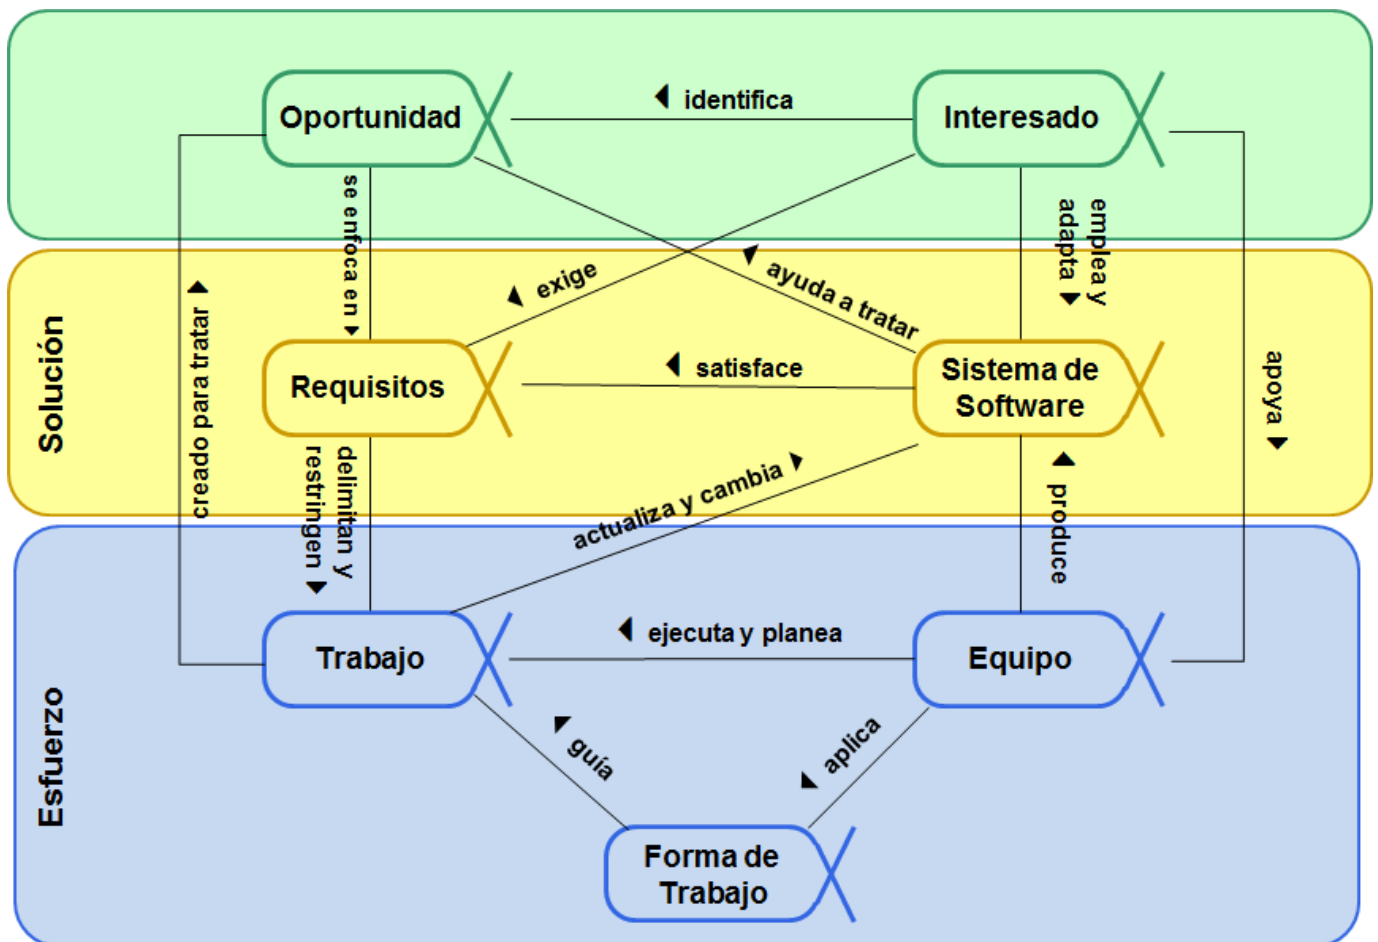 identifica
Oportunidad
Interesado
se enfoca en
emplea y
adapta
exige
ayuda a tratar
creado para tratar
Solución
Requisitos
satisface
Sistema de
Software
apoya
delimitan y
restringen
actualiza y cambia
produce
Trabajo
ejecuta y planea
Equipo
Esfuerzo
guía
aplica
Forma de
Trabajo